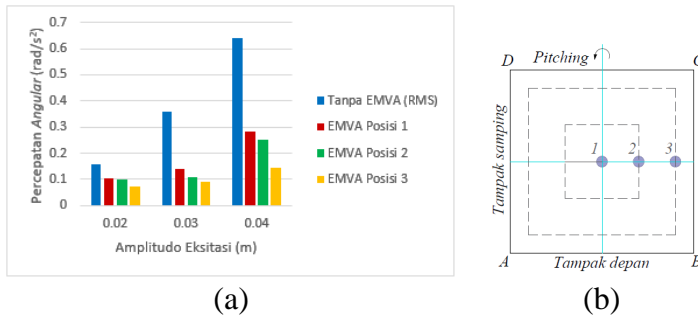 0.7
0.6
0.5
0.4
0.3
0.2
0.1
0
Percepatan Angular (rad/s²)
0.02
0.03
0.04
Amplitudo Eksitasi (m)
Tanpa EMVA (RMS)
EMVA Posisi 1
EMVA Posisi 2
EMVA Posisi 3
(a)
D
Pitching
C
Tampak samping
1
2
3
A
Tampak depan
B
(b)